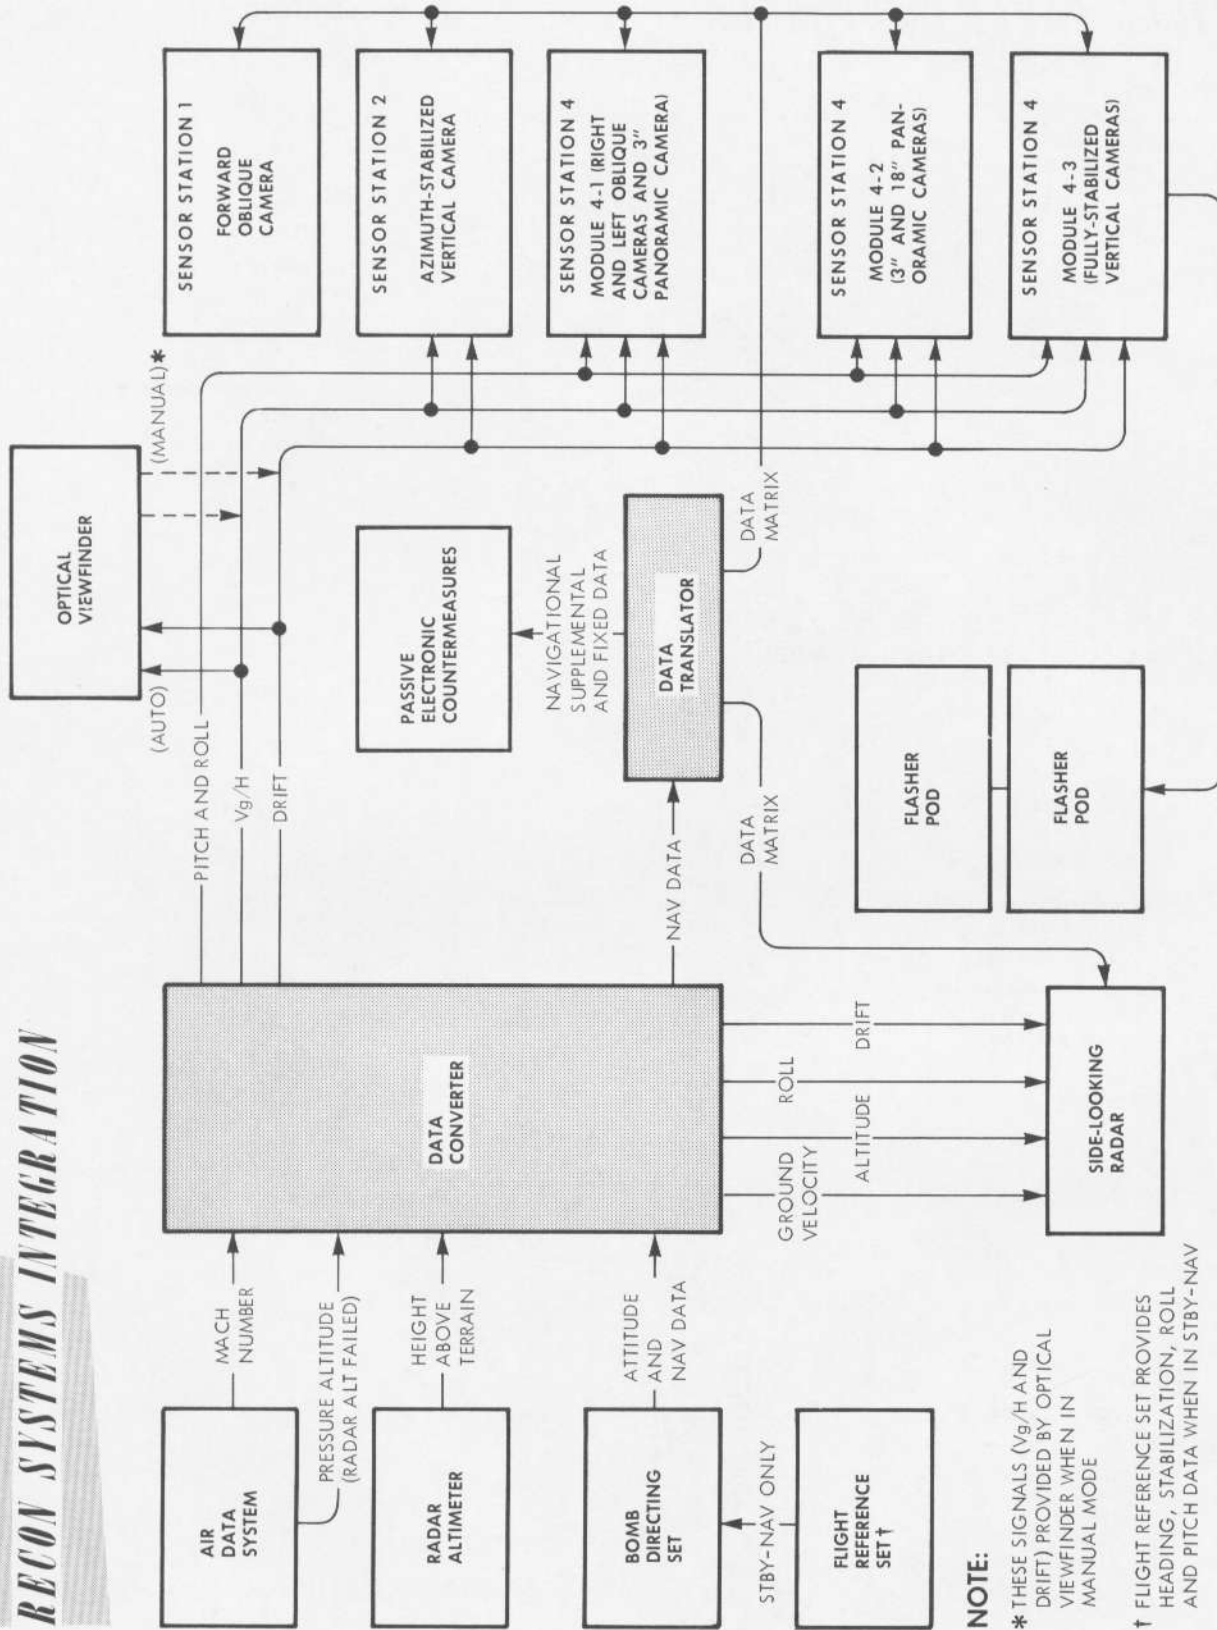 RECON SYSTEMS INTEGRATION
AIR
DATA
SYSTEM
MACH
NUMBER
PRESSURE ALTITUDE
(RADAR ALT FAILED)
RADAR
ALTIMETER
HEIGHT
ABOVE
TERRAIN
BOMB
DIRECTING
SET
ATTITUDE
AND
NAV DATA
STBY-NAV ONLY
FLIGHT
REFERENCE
SET †
DATA
CONVERTER
PITCH AND ROLL
Vg/H
DRIFT
(AUTO)
OPTICAL
VIEWFINDER
(MANUAL)*
NAV DATA
PASSIVE
ELECTRONIC
COUNTERMEASURES
NAVIGATIONAL
SUPPLEMENTAL
AND FIXED DATA
DATA
TRANSLATOR
DATA
MATRIX
DATA
MATRIX
GROUND
VELOCITY
ALTITUDE
ROLL
DRIFT
SIDE-LOOKING
RADAR
FLASHER
POD
FLASHER
POD
SENSOR STATION 1
FORWARD
OBLIQUE
CAMERA
SENSOR STATION 2
AZIMUTH-STABILIZED
VERTICAL CAMERA
SENSOR STATION 4
MODULE 4-1 (RIGHT
AND LEFT OBLIQUE
CAMERAS AND 3"
PANORAMIC CAMERA)
SENSOR STATION 4
MODULE 4-2
(3" AND 18" PAN-
ORAMIC CAMERAS)
SENSOR STATION 4
MODULE 4-3
(FULLY-STABILIZED
VERTICAL CAMERAS)
NOTE:
* THESE SIGNALS (Vg/H AND
DRIFT) PROVIDED BY OPTICAL
VIEWFINDER WHEN IN
MANUAL MODE
† FLIGHT REFERENCE SET PROVIDES
HEADING, STABILIZATION, ROLL
AND PITCH DATA WHEN IN STBY-NAV